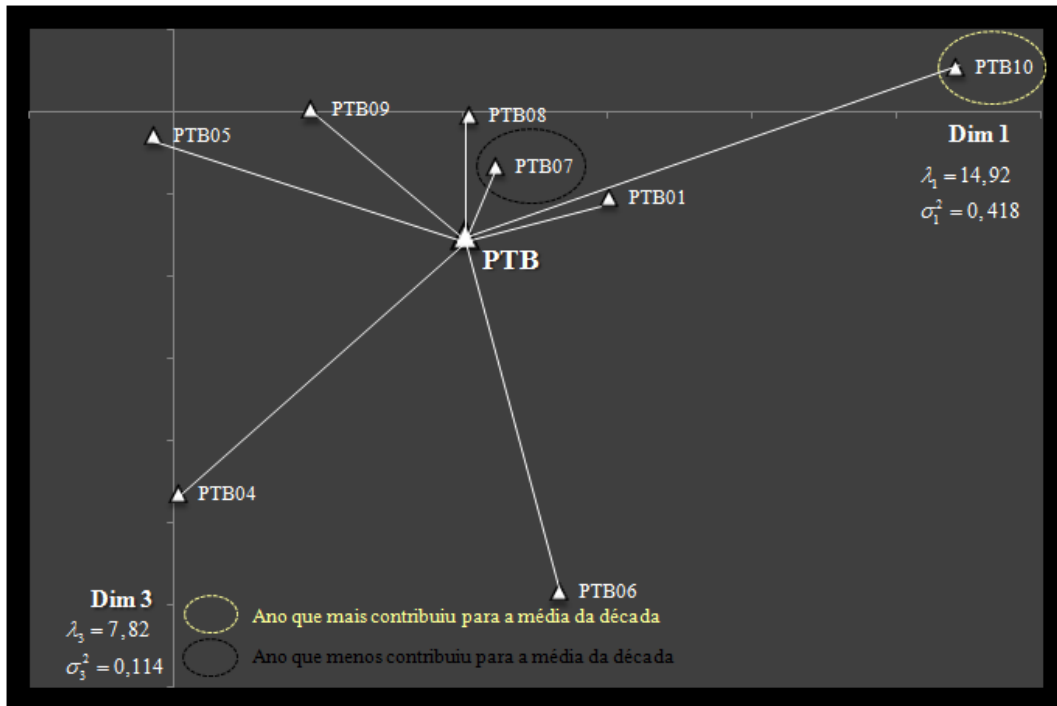 PTB10
PTB09
PTB08
PTB05
Dim 1
PTB07
λ₁ = 14,92
PTB01
σ₁² = 0,418
PTB
PTB04
PTB06
Dim 3
λ₃ = 7,82
σ₃² = 0,114
Ano que mais contribuiu para a média da década
Ano que menos contribuiu para a média da década